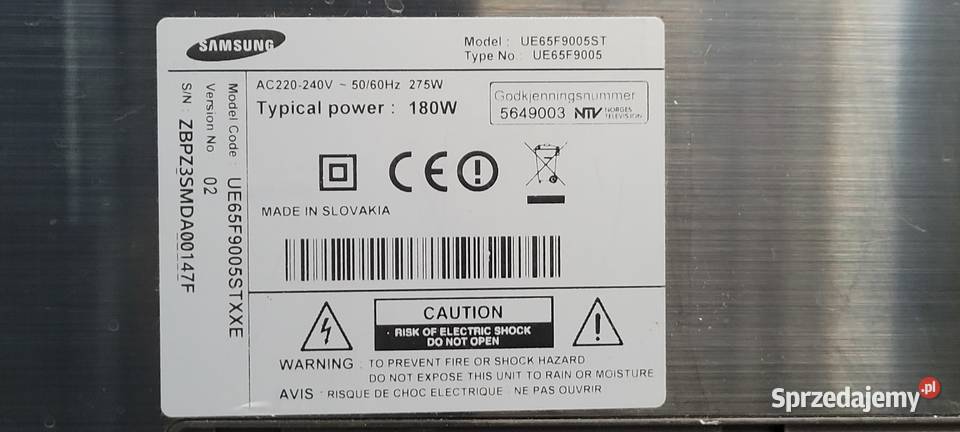 SAMSUNG
Model : UE65F9005ST
Type No : UE65F9005
AC220-240V ~ 50/60Hz 275W
Typical power : 180W
Godkjenningsnummer
5649003 NTV NORGES TELEVISJON
Model Code : UE65F9005STXXE
Version No 02
S/N : ZBPZ3SMDA00147F
CE
MADE IN SLOVAKIA
CAUTION
RISK OF ELECTRIC SHOCK
DO NOT OPEN
WARNING : TO PREVENT FIRE OR SHOCK HAZARD
DO NOT EXPOSE THIS UNIT TO RAIN OR MOISTURE
AVIS : RISQUE DE CHOC ELECTRIQUE · NE PAS OUVRIR
Sprzedajemy.pl